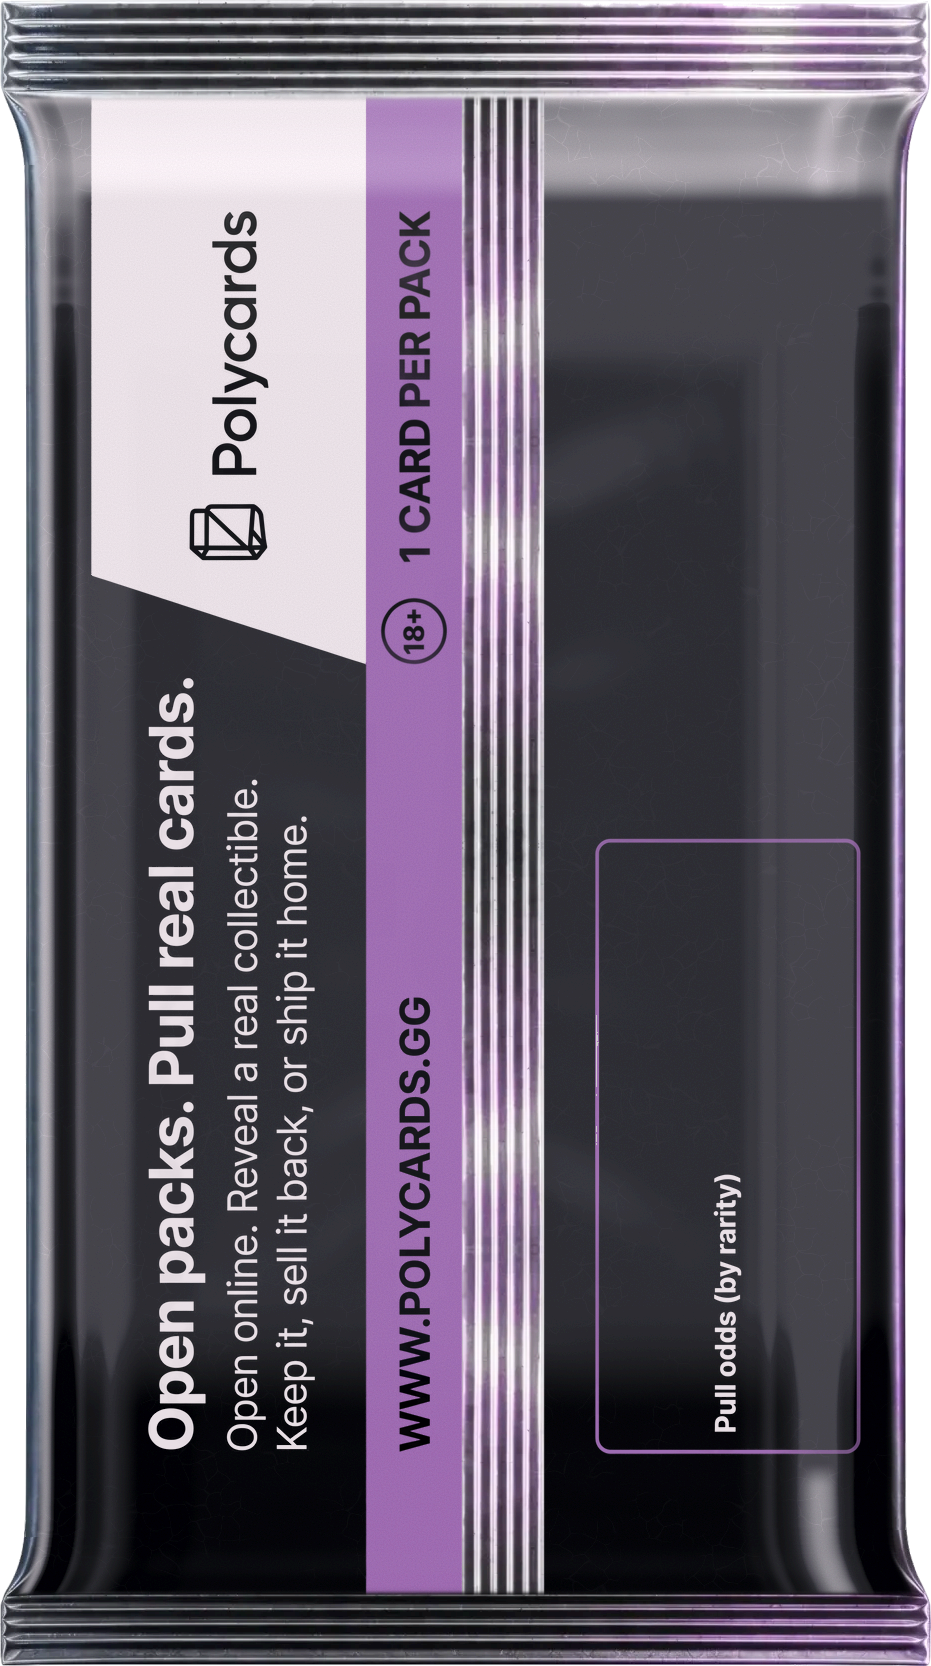 Polycards
Open packs. Pull real cards.
Open online. Reveal a real collectible.
Keep it, sell it back, or ship it home.
WWW.POLYCARDS.GG
18+
1 CARD PER PACK
Pull odds (by rarity)